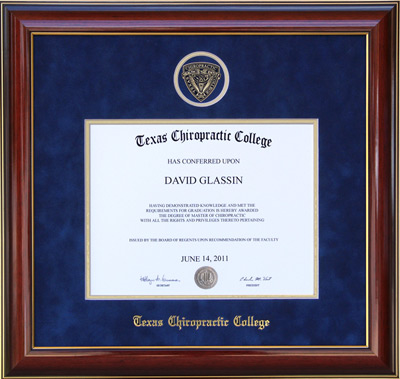 CHIROPRACTIC
Texas Chiropractic College
HAS CONFERRED UPON
DAVID GLASSIN
HAVING DEMONSTRATED KNOWLEDGE AND MET THE
REQUIREMENTS FOR GRADUATION IS HEREBY AWARDED
THE DEGREE OF MASTER OF CHIROPRACTIC
WITH ALL THE RIGHTS AND PRIVILEGES THERETO PERTAINING
ISSUED BY THE BOARD OF REGENTS UPON RECOMMENDATION OF THE FACULTY
JUNE 14, 2011
SECRETARY
PRESIDENT
Texas Chiropractic College